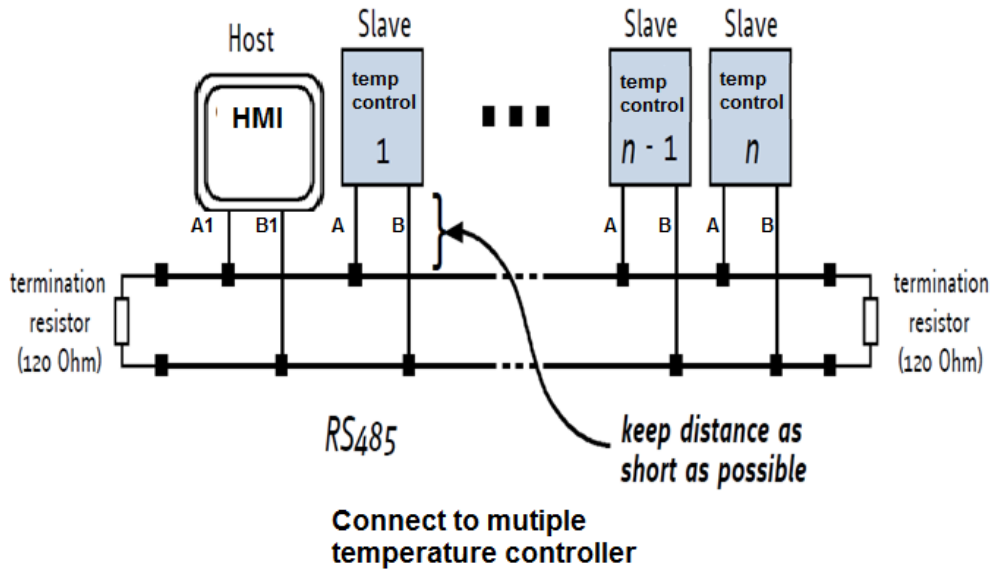 Host
Slave
Slave
Slave
HMI
temp
control
1
temp
control
n - 1
temp
control
n
A1
B1
A
B
A
B
A
B
termination
resistor
(120 Ohm)
termination
resistor
(120 Ohm)
RS485
keep distance as
short as possible
Connect to mutiple
temperature controller